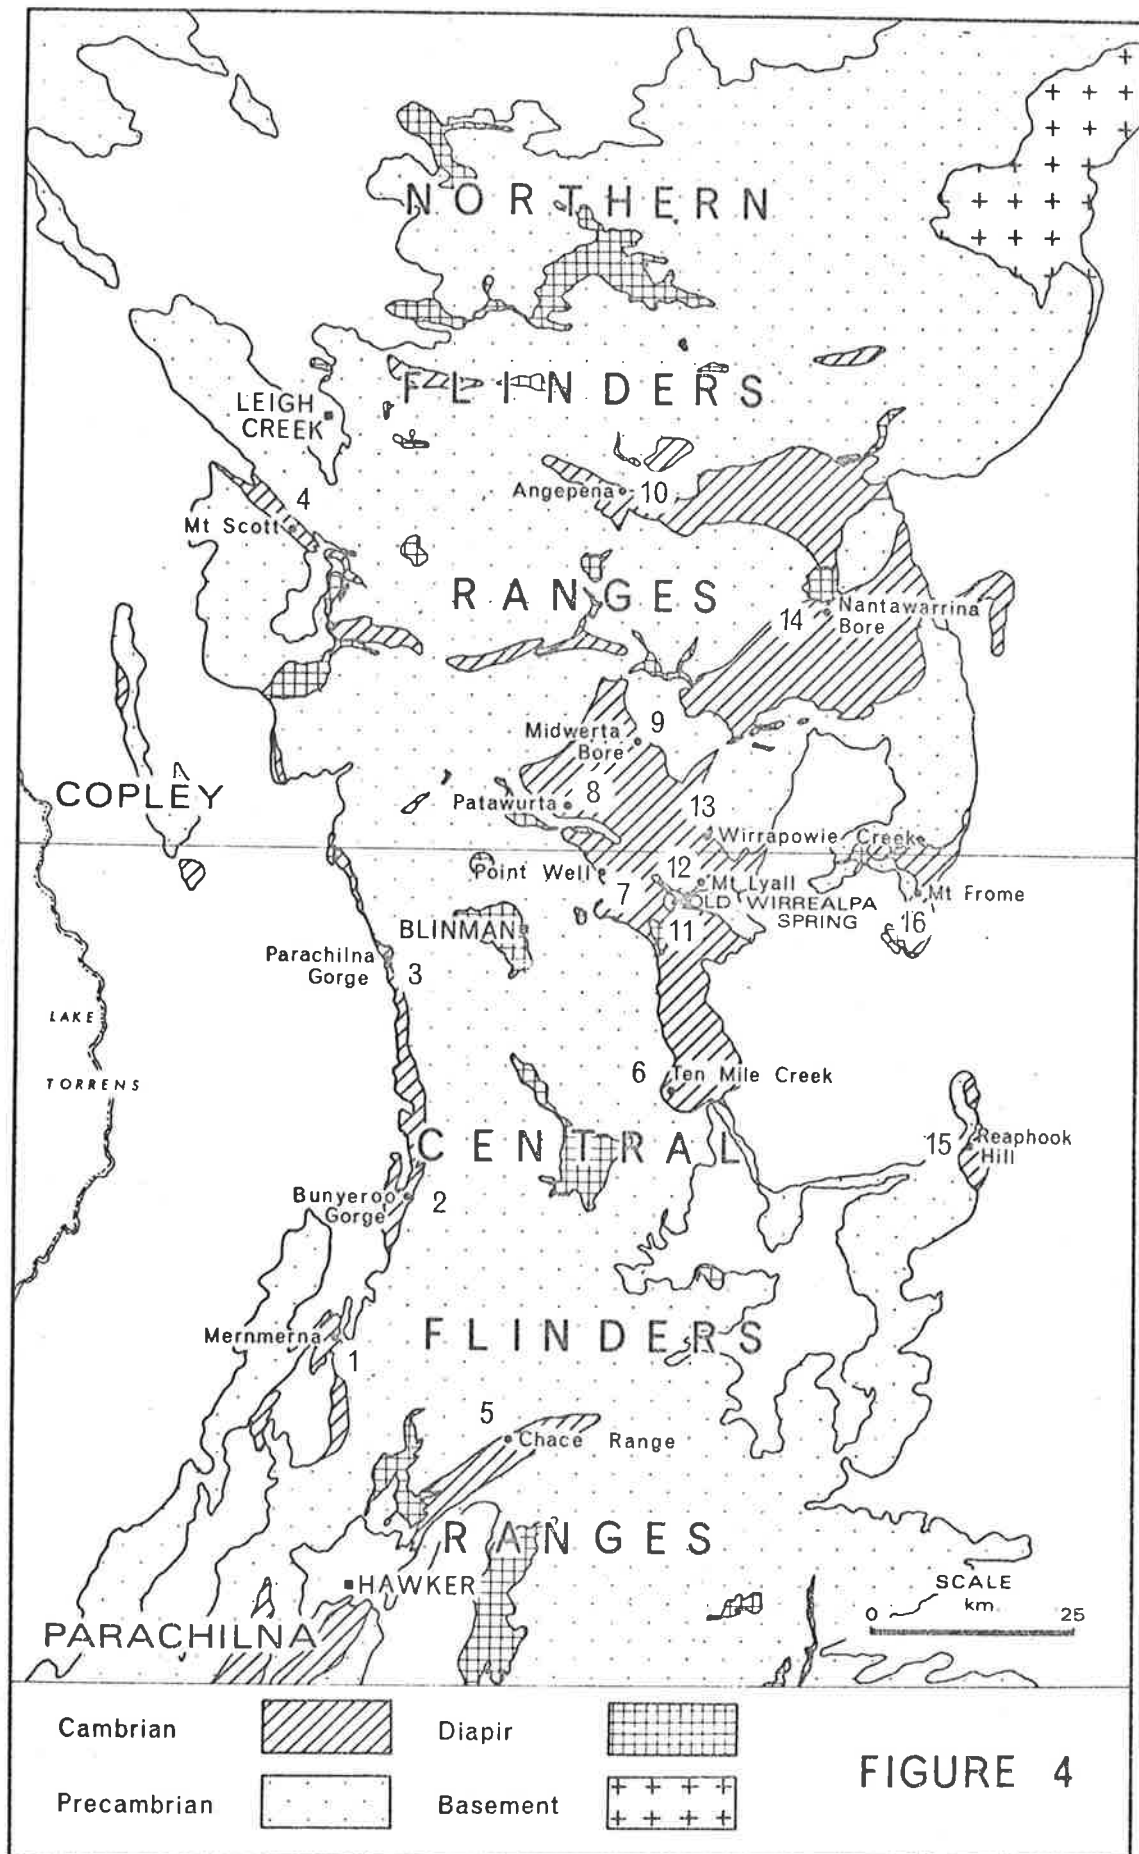 NORTHERN
FLINDERS
LEIGH
CREEK
Angepena
10
4
Mt Scott
RANGES
14
Nantawarrina
Bore
9
Midwerta
Bore
COPLEY
Patawurta
8
13
Wirrapowie Creek
Point Well
12
Mt Lyall
Mt Frome
7
OLD WIRREALPA
SPRING
16
BLINMAN
11
Parachilna
Gorge
3
LAKE
TORRENS
6
Ten Mile Creek
CENTRAL
15
Reaphook
Hill
Bunyeroo
Gorge
2
Mernmerna
FLINDERS
1
5
Chace Range
RANGES
HAWKER
SCALE
km
0
25
PARACHILNA
Cambrian
Diapir
Precambrian
Basement
FIGURE 4